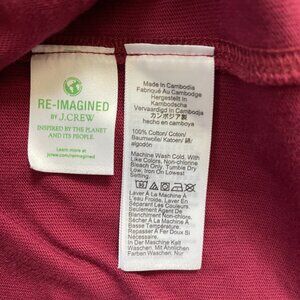 RE-IMAGINED
BY J.CREW
INSPIRED BY THE PLANET
AND ITS PEOPLE.
Learn more at
jcrew.com/reimagined
Made In Cambodia
Fabriqué Au Cambodge
Hergestellt In
Kambodscha
Vervaardigd In Cambodja
カンボジア製
hecho en camboya
100% Cotton/ Coton/
Baumwolle/ Katoen/ 綿/
algodón
Machine Wash Cold, With
Like Colors, Non-chlorine
Bleach Only, Tumble Dry
Low, Iron On Lowest
Setting.
Laver À La Machine À
L'eau Froide, Laver En
Séparant Les Couleurs,
Seulement Avec Agent De
Blanchiment Non-chloré,
Sécher À La Machine À
Basse Température,
Repasser À Fer Doux Si
Nécessaire.
In Der Maschine Kalt
Waschen, Mit Ähnlichen
Farben Waschen, Nur